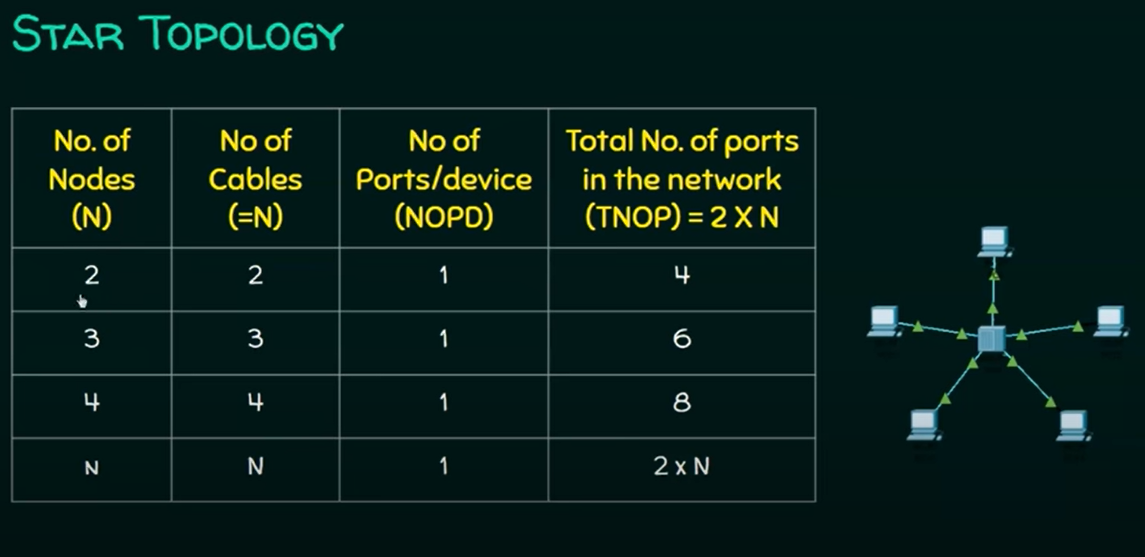 STAR TOPOLOGY
No. of Nodes (N) No of Cables (=N) No of Ports/device (NOPD) Total No. of ports in the network (TNOP) = 2 X N
2 2 1 4
3 3 1 6
4 4 1 8
N N 1 2 x N